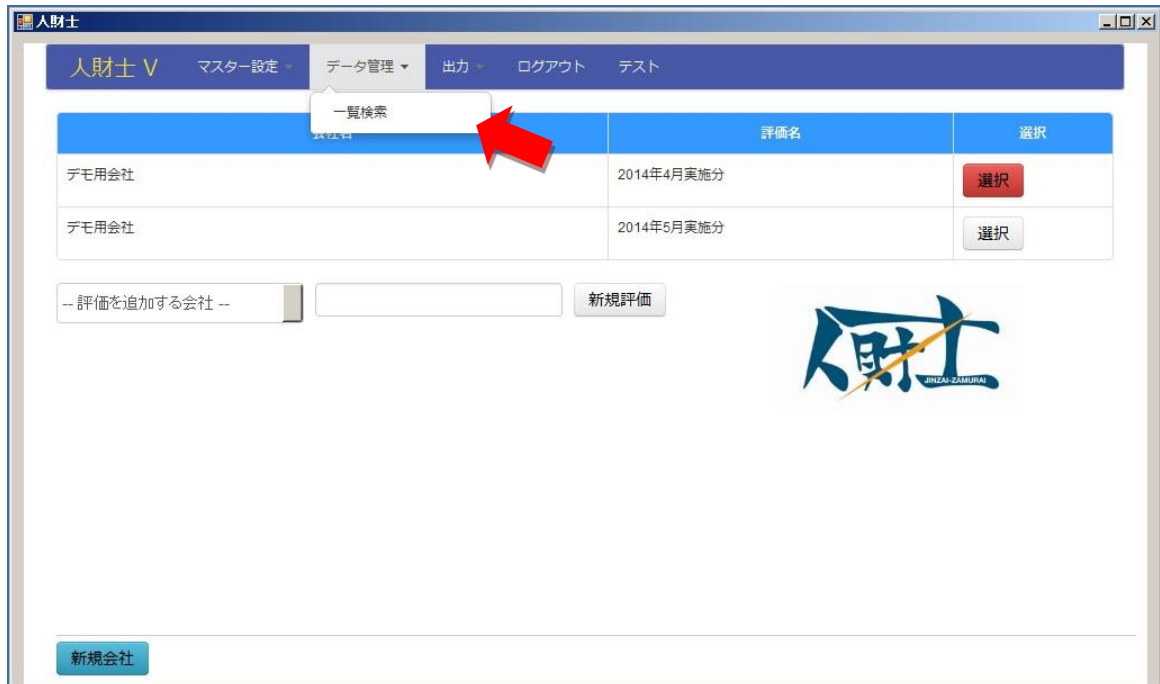 人財士
人財士 V マスター設定 データ管理 出力 ログアウト テスト
一覧検索
会社名 評価名 選択
デモ用会社 2014年4月実施分 選択
デモ用会社 2014年5月実施分 選択
-- 評価を追加する会社 -- 新規評価
人財士
JINZAI-ZAMURAI
新規会社